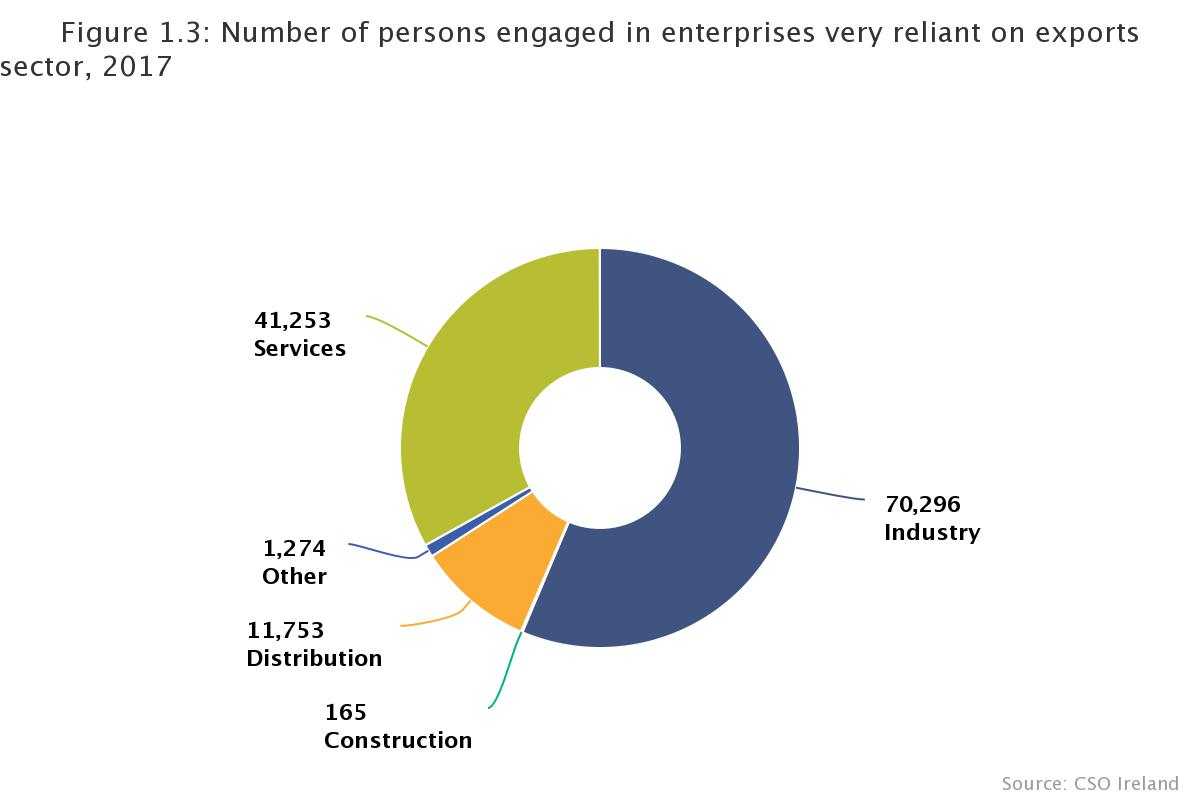 Figure 1.3: Number of persons engaged in enterprises very reliant on exports
sector, 2017
41,253
Services
70,296
Industry
1,274
Other
11,753
Distribution
165
Construction
Source: CSO Ireland